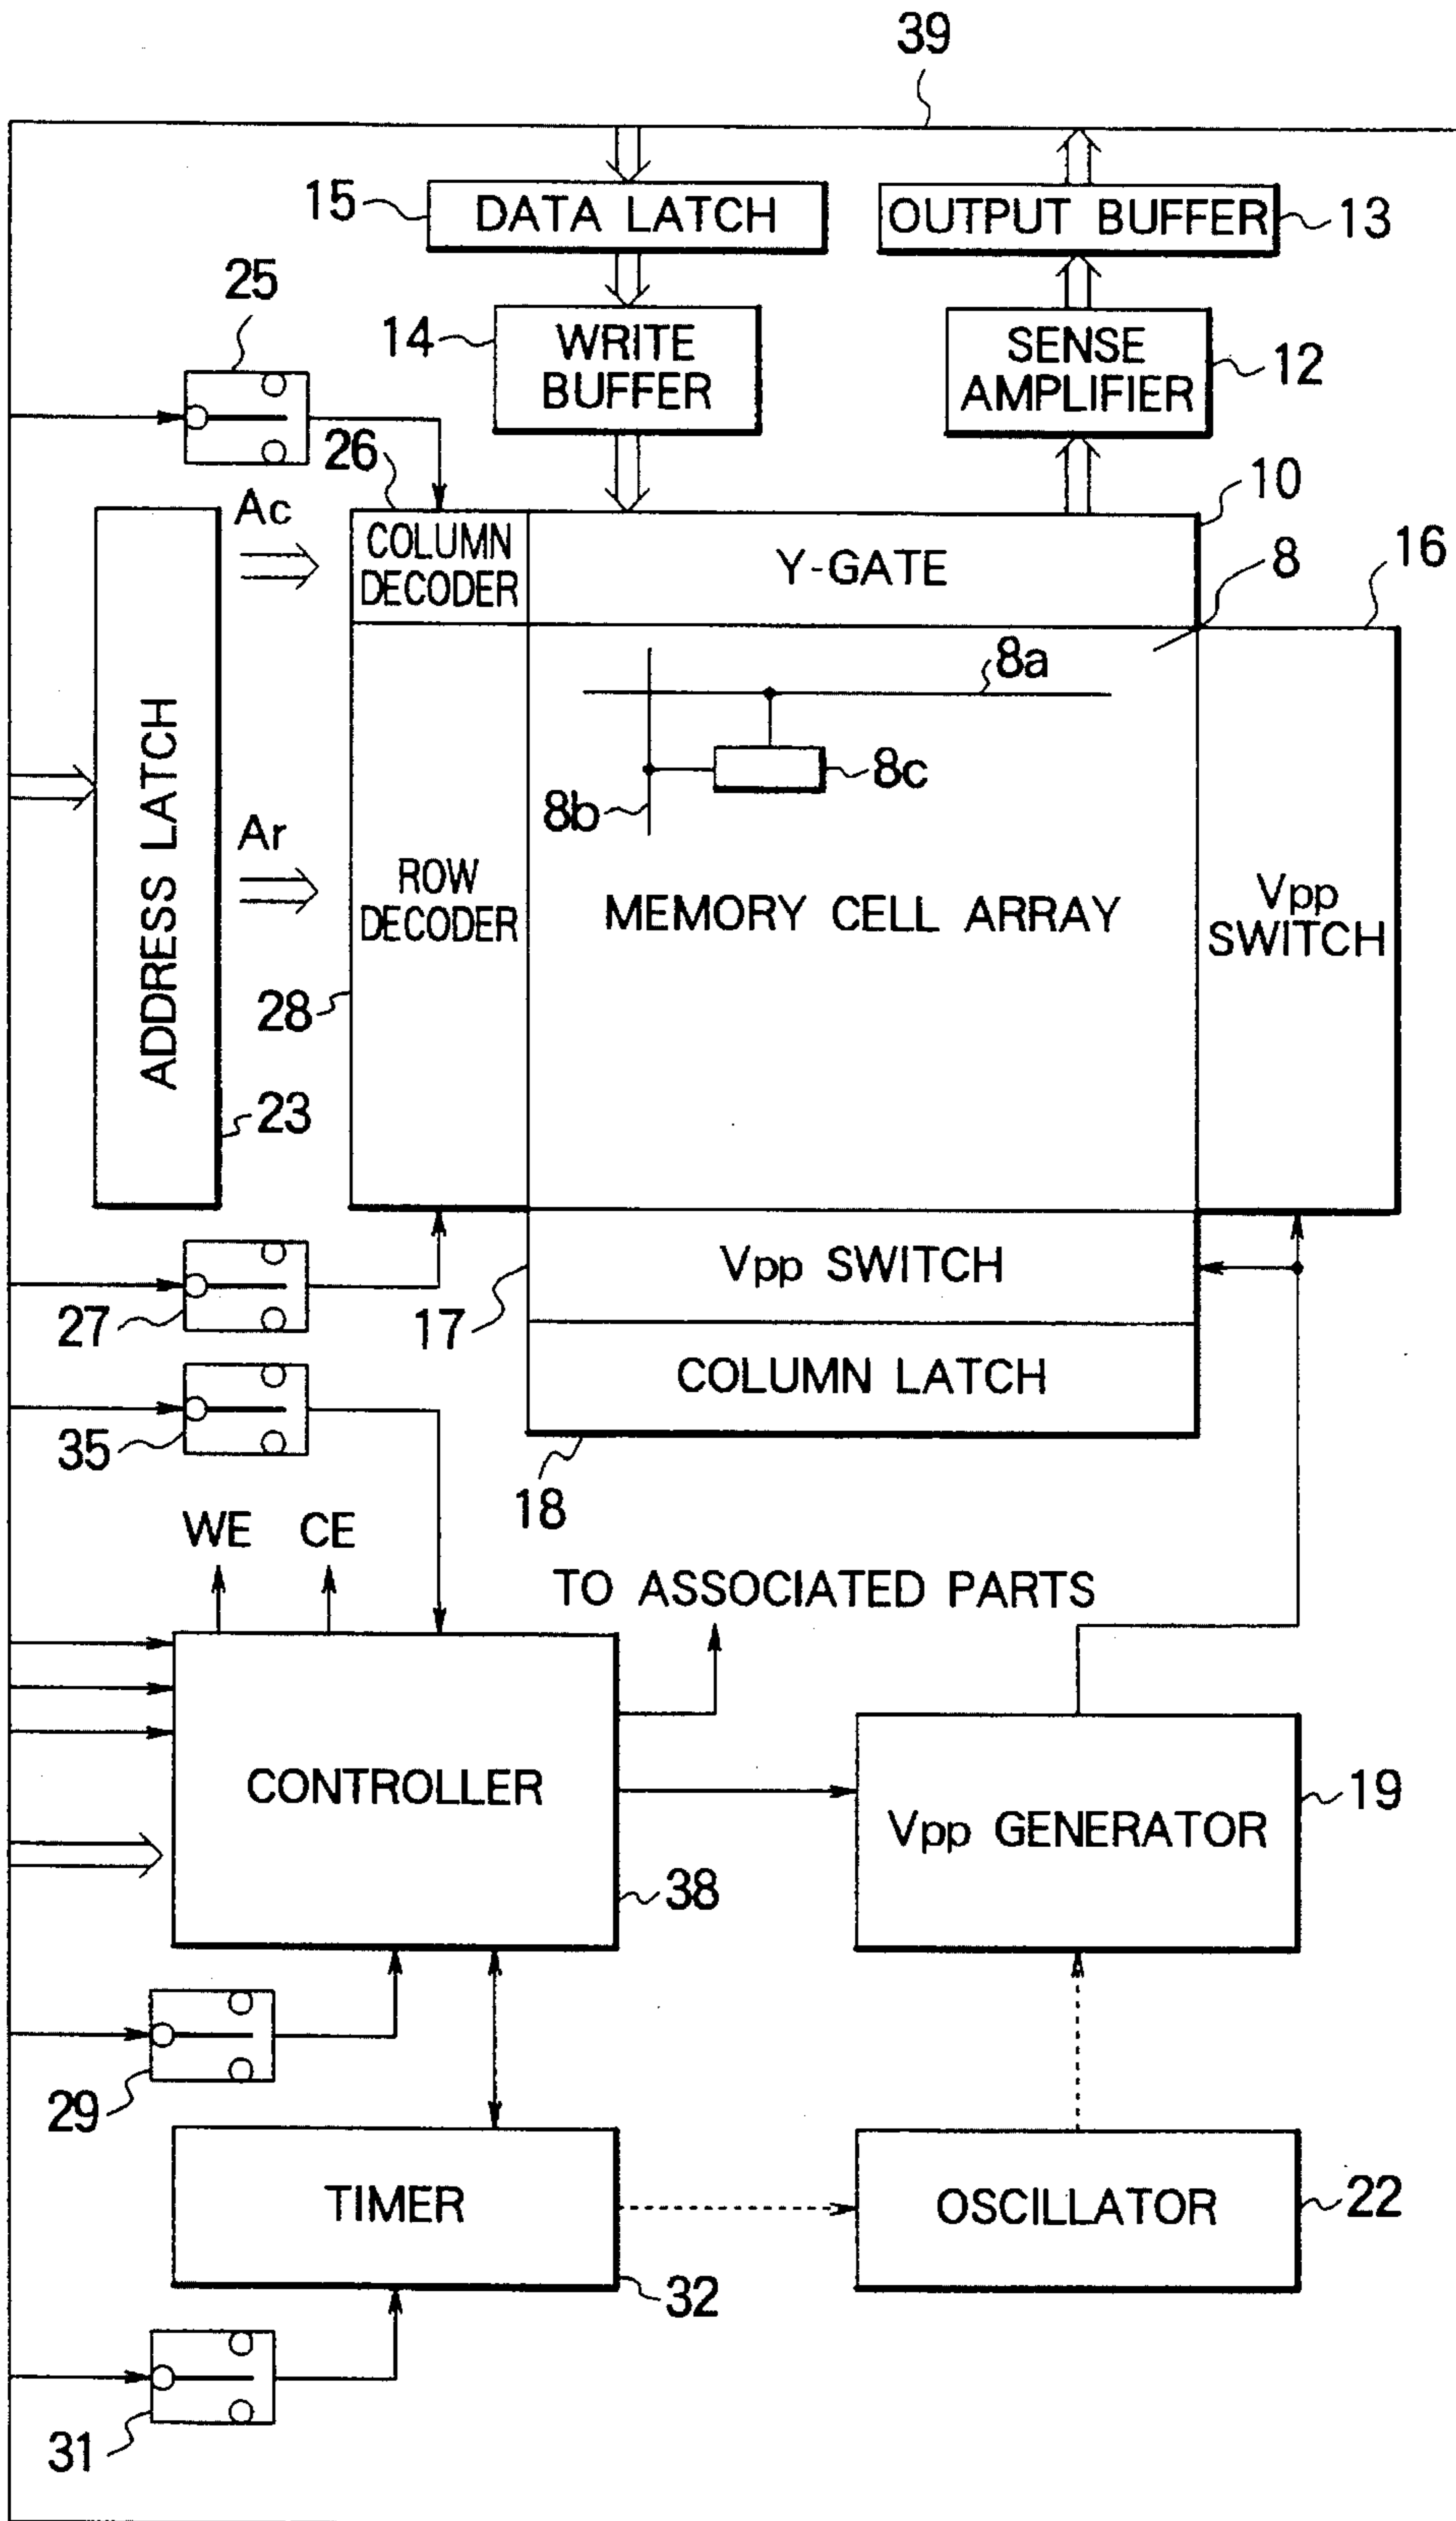 39
15
DATA LATCH
OUTPUT BUFFER
13
25
14
WRITE
BUFFER
SENSE
AMPLIFIER
12
26
10
Ac
COLUMN
DECODER
Y-GATE
8
16
8a
8c
8b
ADDRESS LATCH
Ar
ROW
DECODER
MEMORY CELL ARRAY
Vpp
SWITCH
28
23
27
17
Vpp SWITCH
COLUMN LATCH
35
18
WE
CE
TO ASSOCIATED PARTS
CONTROLLER
Vpp GENERATOR
19
38
29
TIMER
OSCILLATOR
22
32
31